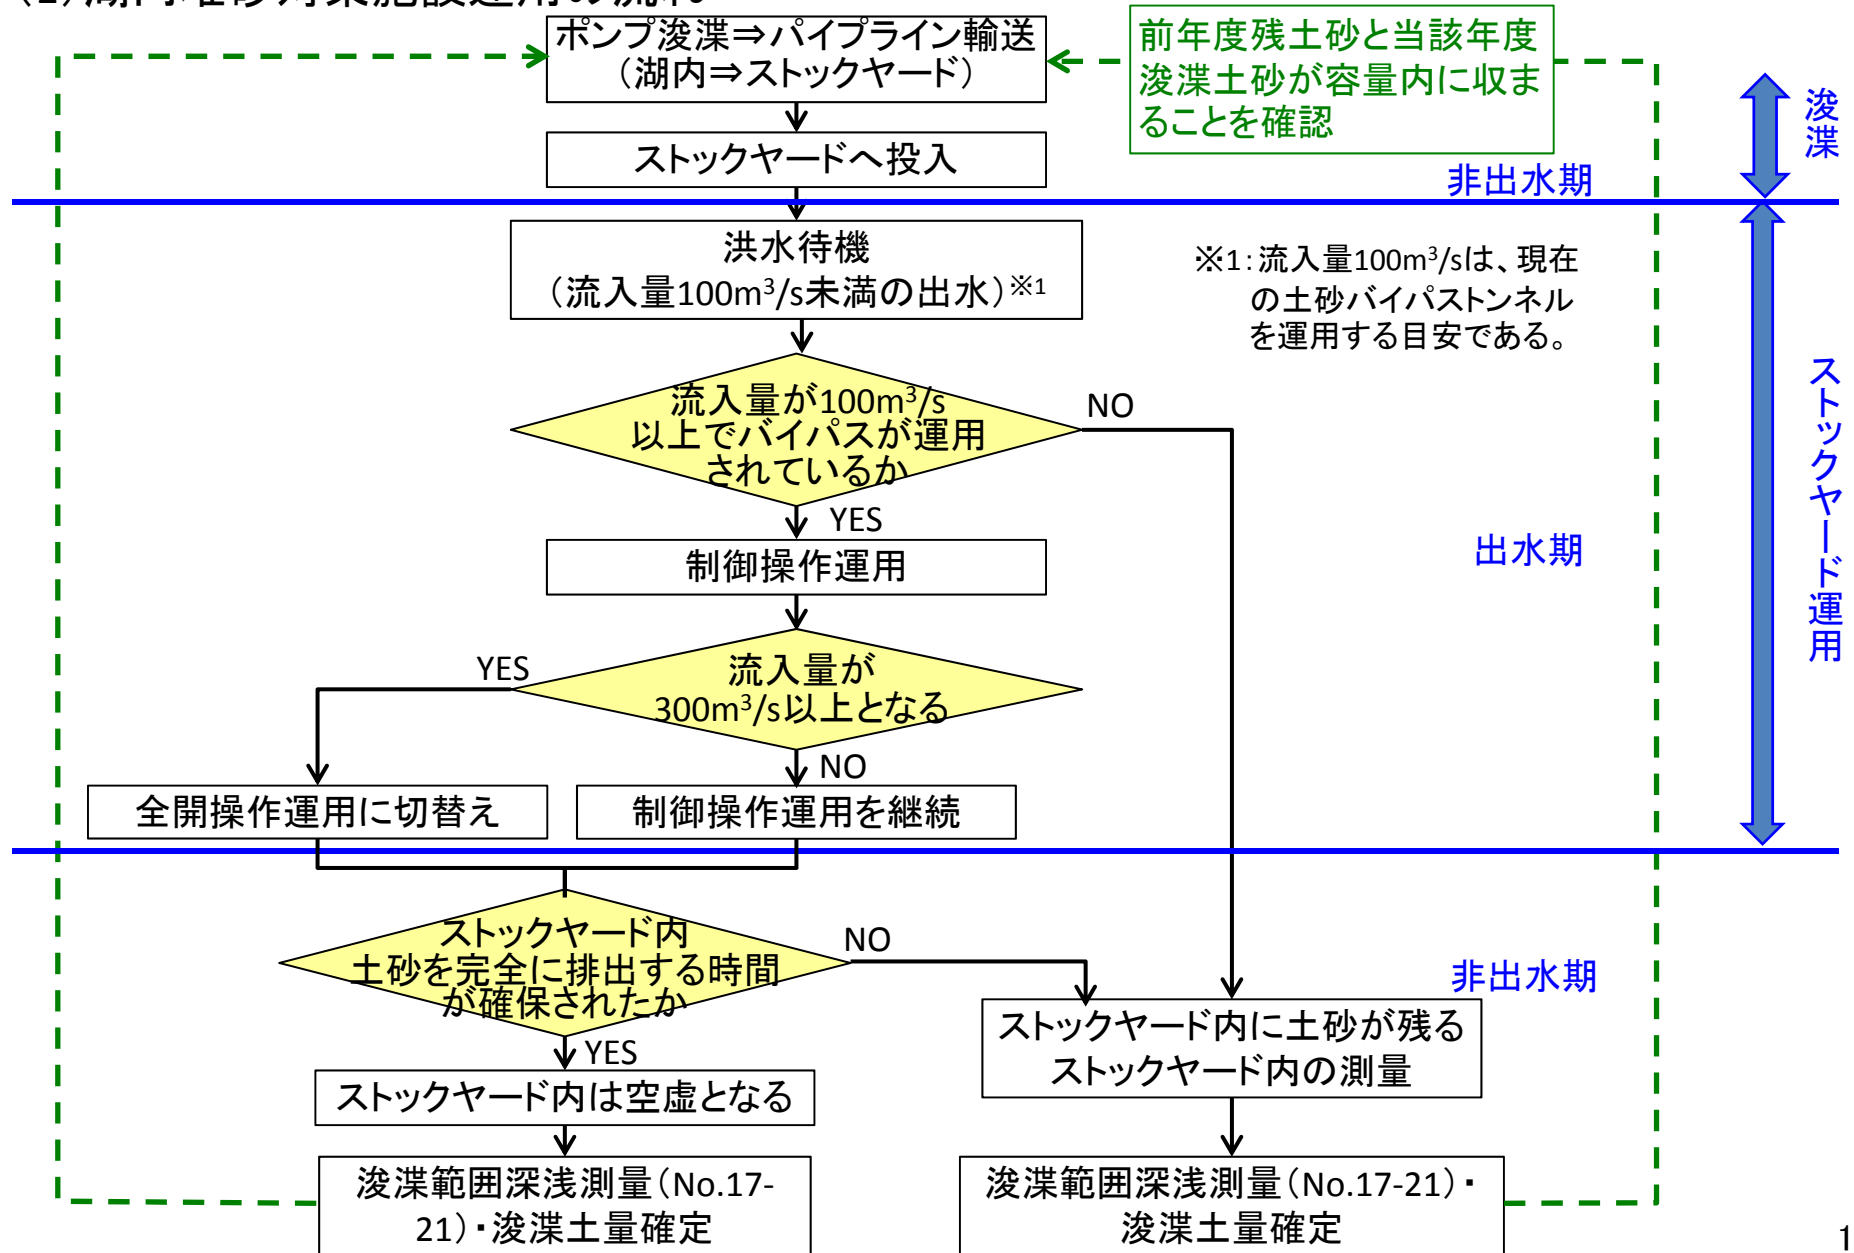 ポンプ浚渫⇒パイプライン輸送
（湖内⇒ストックヤード）
前年度残土砂と当該年度
浚渫土砂が容量内に収ま
ることを確認
浚渫
ストックヤードへ投入
非出水期
洪水待機
（流入量100m³/s未満の出水）※1
※1：流入量100m³/sは、現在
の土砂バイパストンネル
を運用する目安である。
流入量が100m³/s
以上でバイパスが運用
されているか
NO
YES
制御操作運用
出水期
ストックヤード運用
流入量が
300m³/s以上となる
YES
NO
全開操作運用に切替え
制御操作運用を継続
ストックヤード内
土砂を完全に排出する時間
が確保されたか
NO
YES
非出水期
ストックヤード内に土砂が残る
ストックヤード内の測量
ストックヤード内は空虚となる
浚渫範囲深浅測量（No.17-
21）・浚渫土量確定
浚渫範囲深浅測量（No.17-21）・
浚渫土量確定
1